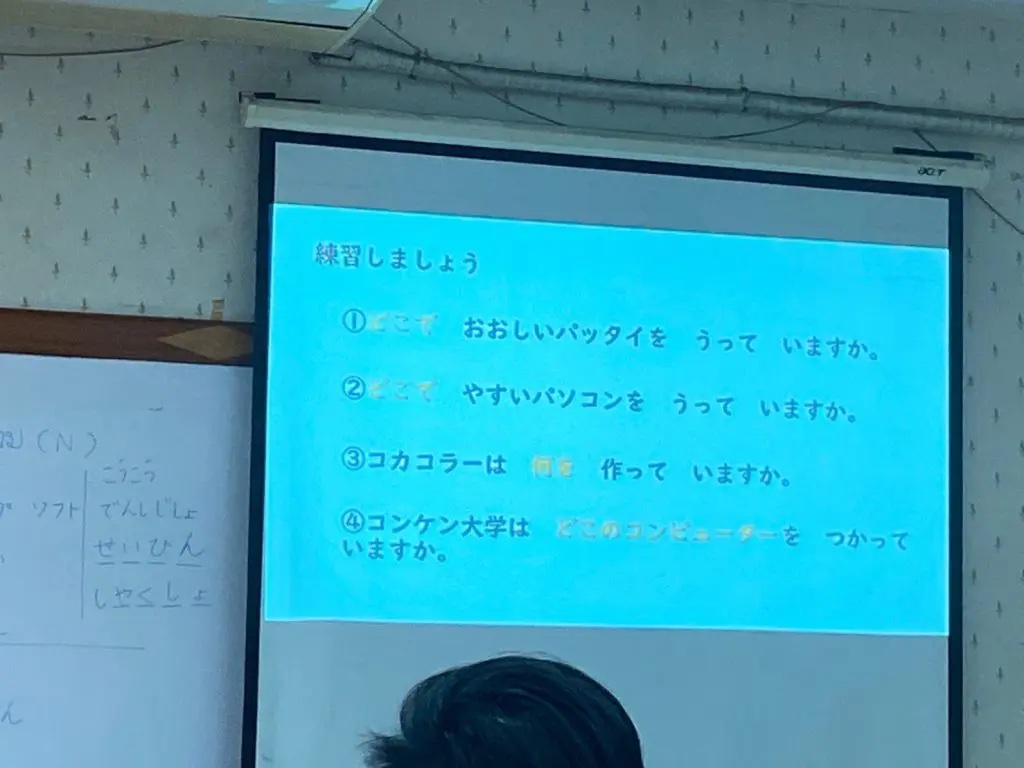 acer
練習しましょう
①どこで おおしいパッタイを うって いますか。
②どこで やすいパソコンを うって いますか。
③コカコラーは 何を 作って いますか。
④コンケン大学は どこのコンピューターを つかって
いますか。
(N)
こうこう
ソフト でんしじしょ
せいひん
しやくしょ
ん